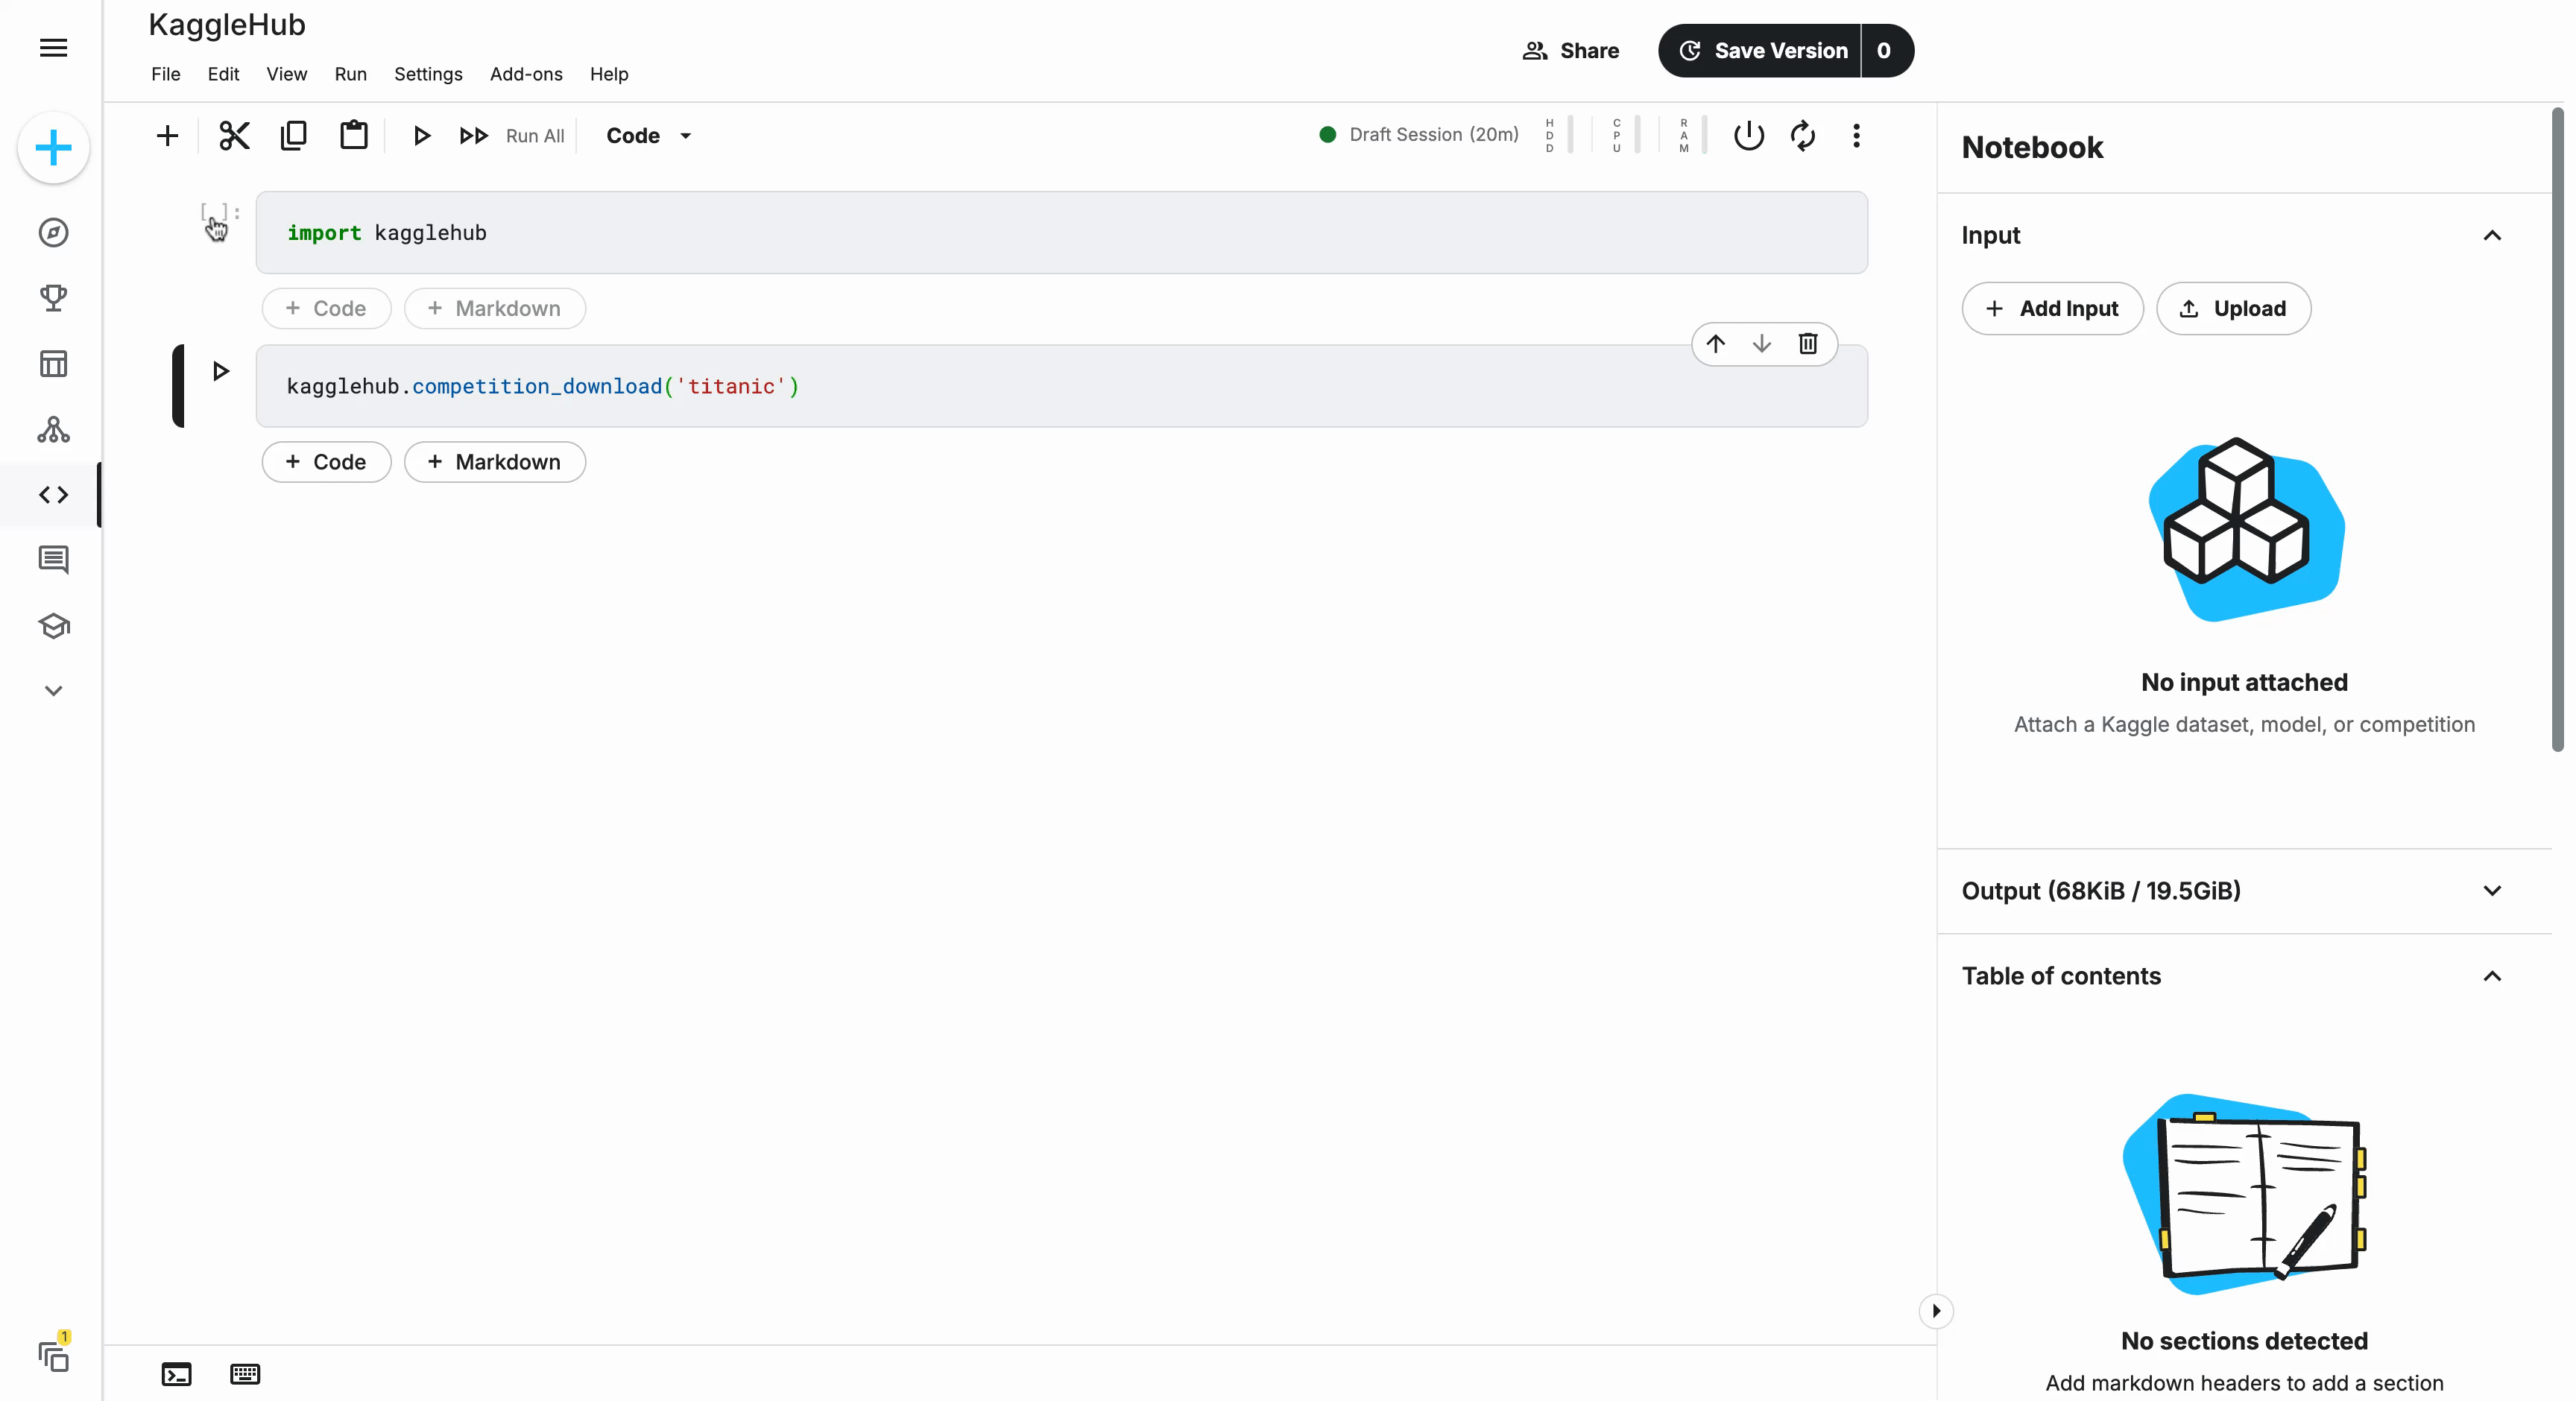 KaggleHub
File Edit View Run Settings Add-ons Help
Share
Save Version 0
Run All Code
Draft Session (20m) HDD CPU RAM
[ ]:
import kagglehub
+ Code + Markdown
kagglehub.competition_download('titanic')
+ Code + Markdown
Notebook
Input
+ Add Input Upload
No input attached
Attach a Kaggle dataset, model, or competition
Output (68KiB / 19.5GiB)
Table of contents
No sections detected
Add markdown headers to add a section
1